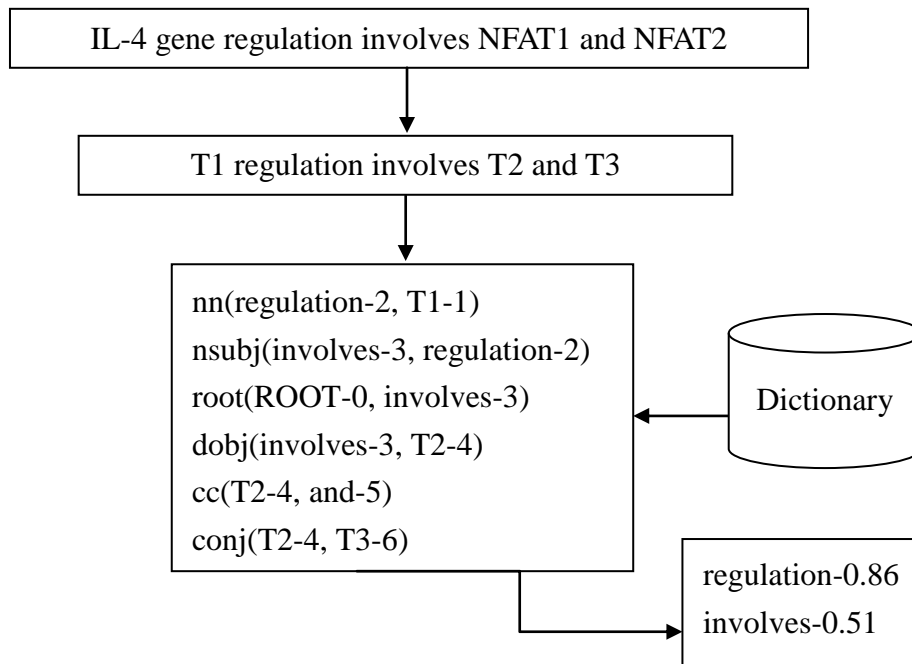 IL-4 gene regulation involves NFAT1 and NFAT2
T1 regulation involves T2 and T3
nn(regulation-2, T1-1)
nsubj(involves-3, regulation-2)
root(ROOT-0, involves-3)
dobj(involves-3, T2-4)
cc(T2-4, and-5)
conj(T2-4, T3-6)
Dictionary
regulation-0.86
involves-0.51